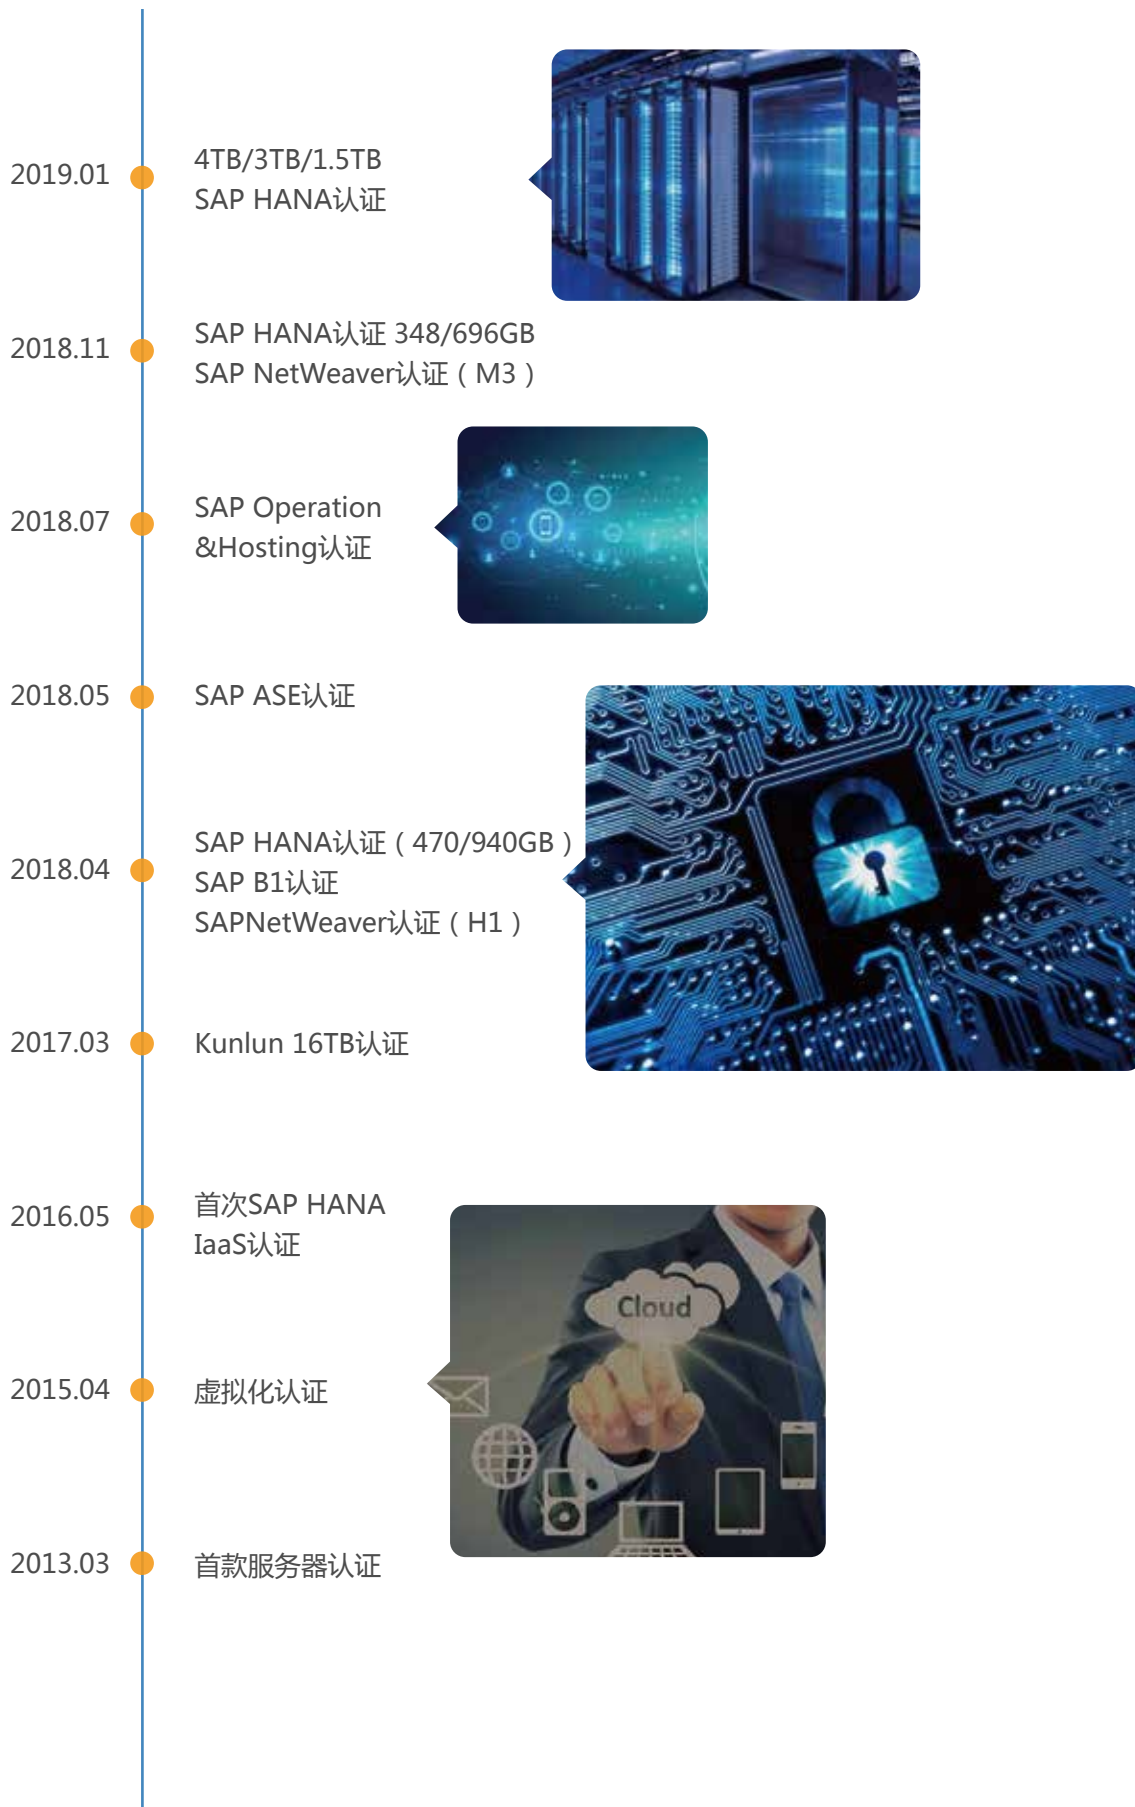 2019.01
4TB/3TB/1.5TB
SAP HANA认证
2018.11
SAP HANA认证 348/696GB
SAP NetWeaver认证（M3）
2018.07
SAP Operation
&Hosting认证
2018.05
SAP ASE认证
2018.04
SAP HANA认证（470/940GB）
SAP B1认证
SAPNetWeaver认证（H1）
2017.03
Kunlun 16TB认证
2016.05
首次SAP HANA
IaaS认证
Cloud
2015.04
虚拟化认证
2013.03
首款服务器认证